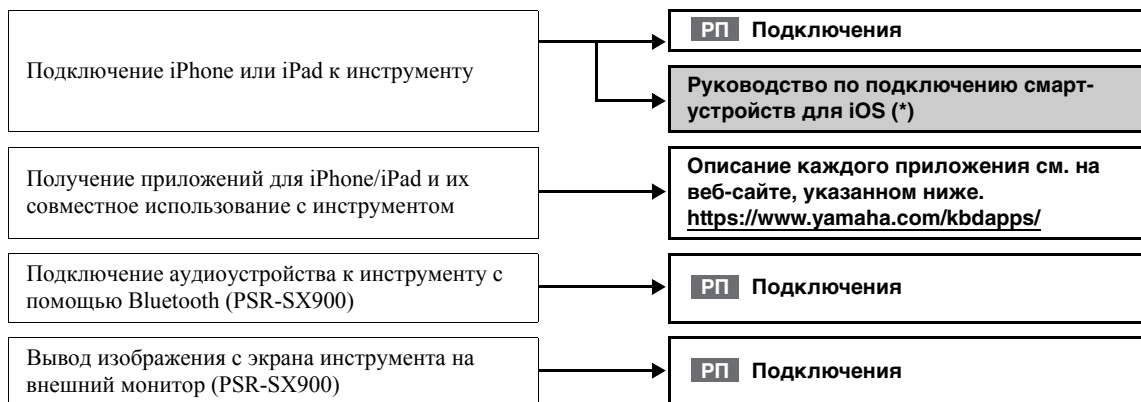 Подключение iPhone или iPad к инструменту
РП Подключения
Руководство по подключению смарт-
устройств для iOS (*)
Получение приложений для iPhone/iPad и их
совместное использование с инструментом
Описание каждого приложения см. на
веб-сайте, указанном ниже.
https://www.yamaha.com/kbdapps/
Подключение аудиоустройства к инструменту с
помощью Bluetooth (PSR-SX900)
РП Подключения
Вывод изображения с экрана инструмента на
внешний монитор (PSR-SX900)
РП Подключения